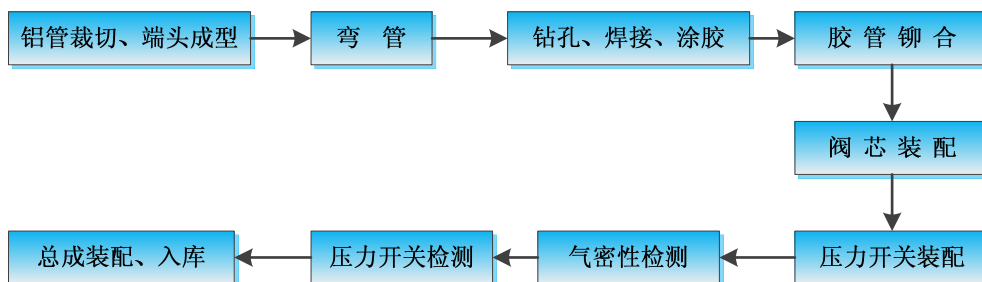 铝管裁切、端头成型
弯 管
钻孔、焊接、涂胶
胶 管 铆 合
阀 芯 装 配
压力开关装配
气密性检测
压力开关检测
总成装配、入库